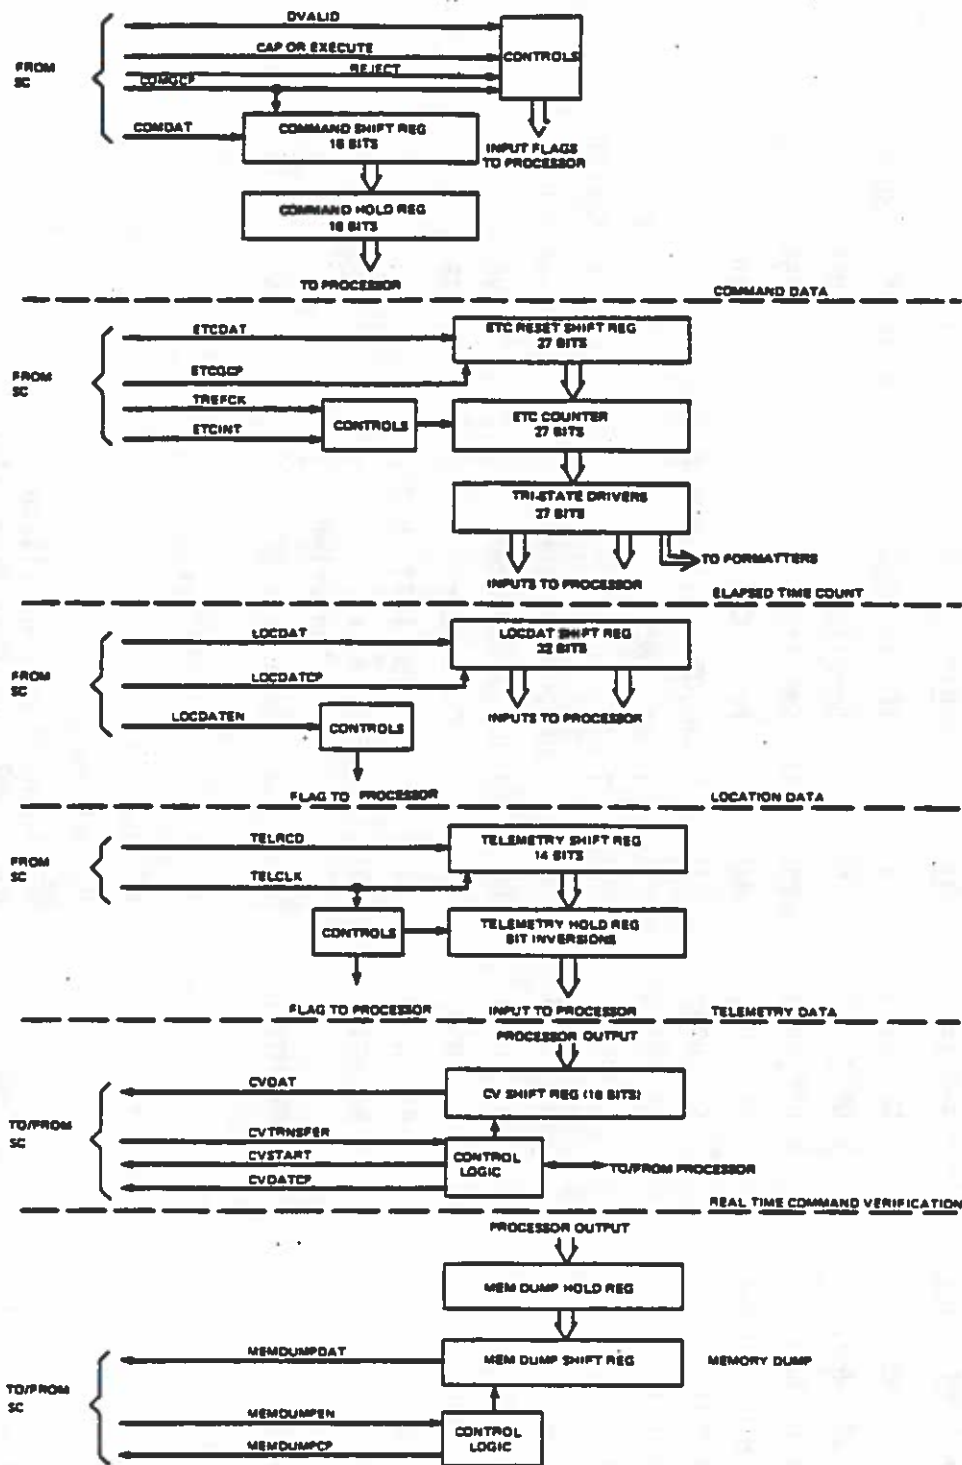 DVALID
CAP OR EXECUTE
REJECT
COMGCP
COMDAT
FROM
SC
CONTROLS
COMMAND SHIFT REG
16 BITS
INPUT FLAGS
TO PROCESSOR
COMMAND HOLD REG
16 BITS
TO PROCESSOR
COMMAND DATA
ETCDAT
ETCGCP
TREFCK
ETCINT
FROM
SC
ETC RESET SHIFT REG
27 BITS
CONTROLS
ETC COUNTER
27 BITS
TRI-STATE DRIVERS
27 BITS
TO FORMATTERS
INPUTS TO PROCESSOR
ELAPSED TIME COUNT
LOCDAT
LOCDATCP
LOCDATEN
FROM
SC
LOCDAT SHIFT REG
22 BITS
INPUTS TO PROCESSOR
CONTROLS
FLAG TO PROCESSOR
LOCATION DATA
TELRCD
TELCLK
FROM
SC
TELEMETRY SHIFT REG
14 BITS
CONTROLS
TELEMETRY HOLD REG
BIT INVERSIONS
FLAG TO PROCESSOR
INPUT TO PROCESSOR
TELEMETRY DATA
PROCESSOR OUTPUT
CVDAT
CV SHIFT REG (16 BITS)
TO/FROM
SC
CVTRNSFER
CVSTART
CVDATCP
CONTROL
LOGIC
TO/FROM PROCESSOR
REAL TIME COMMAND VERIFICATION
PROCESSOR OUTPUT
MEM DUMP HOLD REG
MEMDUMPDAT
MEM DUMP SHIFT REG
MEMORY DUMP
TO/FROM
SC
MEMDUMPEN
MEMDUMPCP
CONTROL
LOGIC